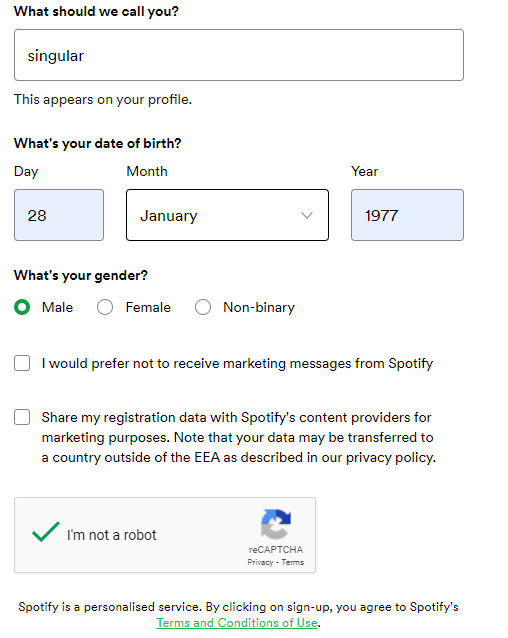 What should we call you?
singular
This appears on your profile.
What's your date of birth?
Day Month Year
28 January 1977
What's your gender?
Male Female Non-binary
I would prefer not to receive marketing messages from Spotify
Share my registration data with Spotify's content providers for
marketing purposes. Note that your data may be transferred to
a country outside of the EEA as described in our privacy policy.
I'm not a robot
reCAPTCHA
Privacy - Terms
Spotify is a personalised service. By clicking on sign-up, you agree to Spotify's
Terms and Conditions of Use.